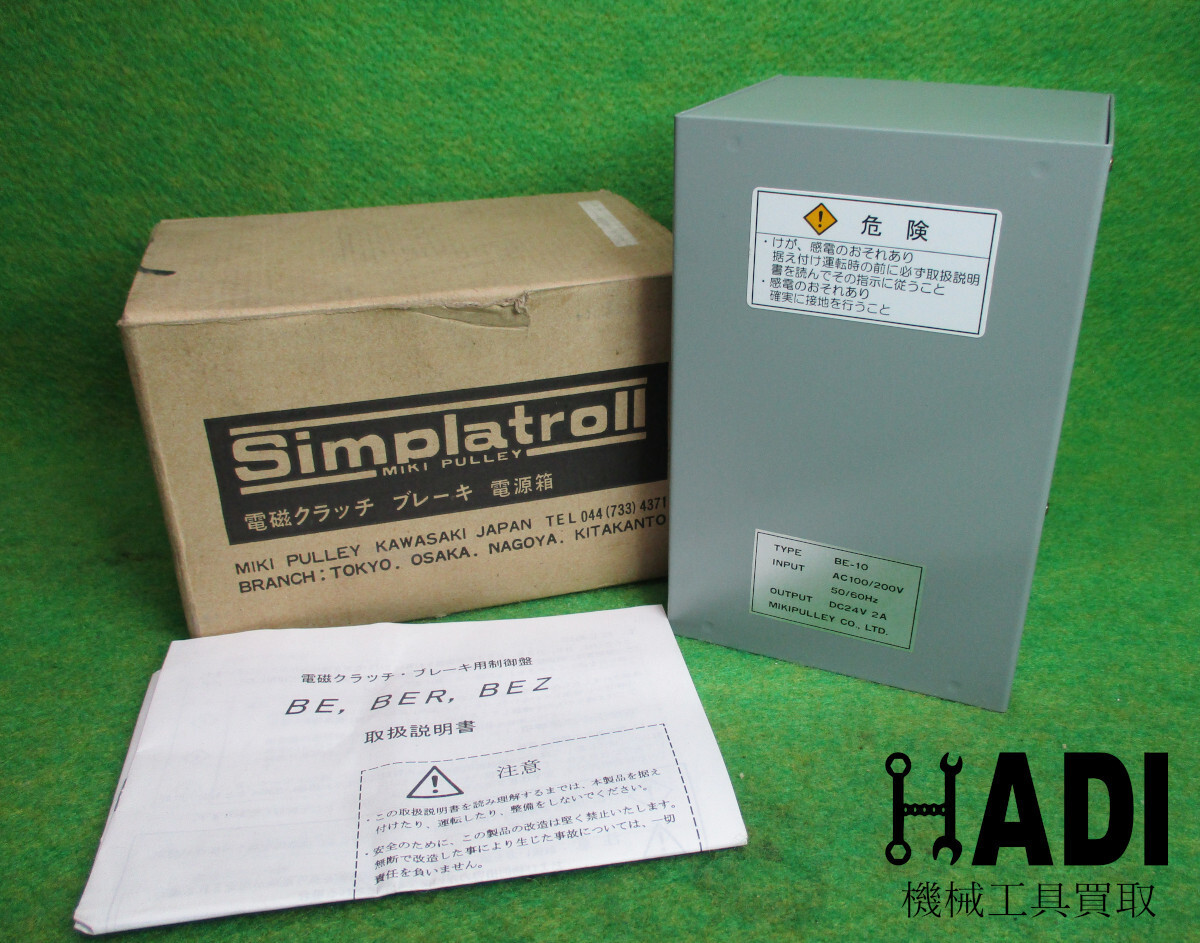 Simplatroll
MIKI PULLEY
電磁クラッチ ブレーキ 電源箱
MIKI PULLEY KAWASAKI JAPAN TEL 044 (733) 4371
BRANCH: TOKYO. OSAKA. NAGOYA. KITAKANTO
危険
・けが、感電のおそれあり
据え付け運転時の前に必ず取扱説明
書を読んでその指示に従うこと
・感電のおそれあり
確実に接地を行うこと
TYPE BE-10
INPUT AC100/200V
50/60Hz
OUTPUT DC24V 2A
MIKIPULLEY CO., LTD.
電磁クラッチ・ブレーキ用制御盤
BE, BER, BEZ
取扱説明書
注意
・この取扱説明書を読み理解するまでは、本製品を据え
付けたり、運転したり、整備をしないでください。
・安全のために、この製品の改造は堅く禁止いたします。
無断で改造した事により生じた事故については、一切
責任を負いません。
HADI
機械工具買取